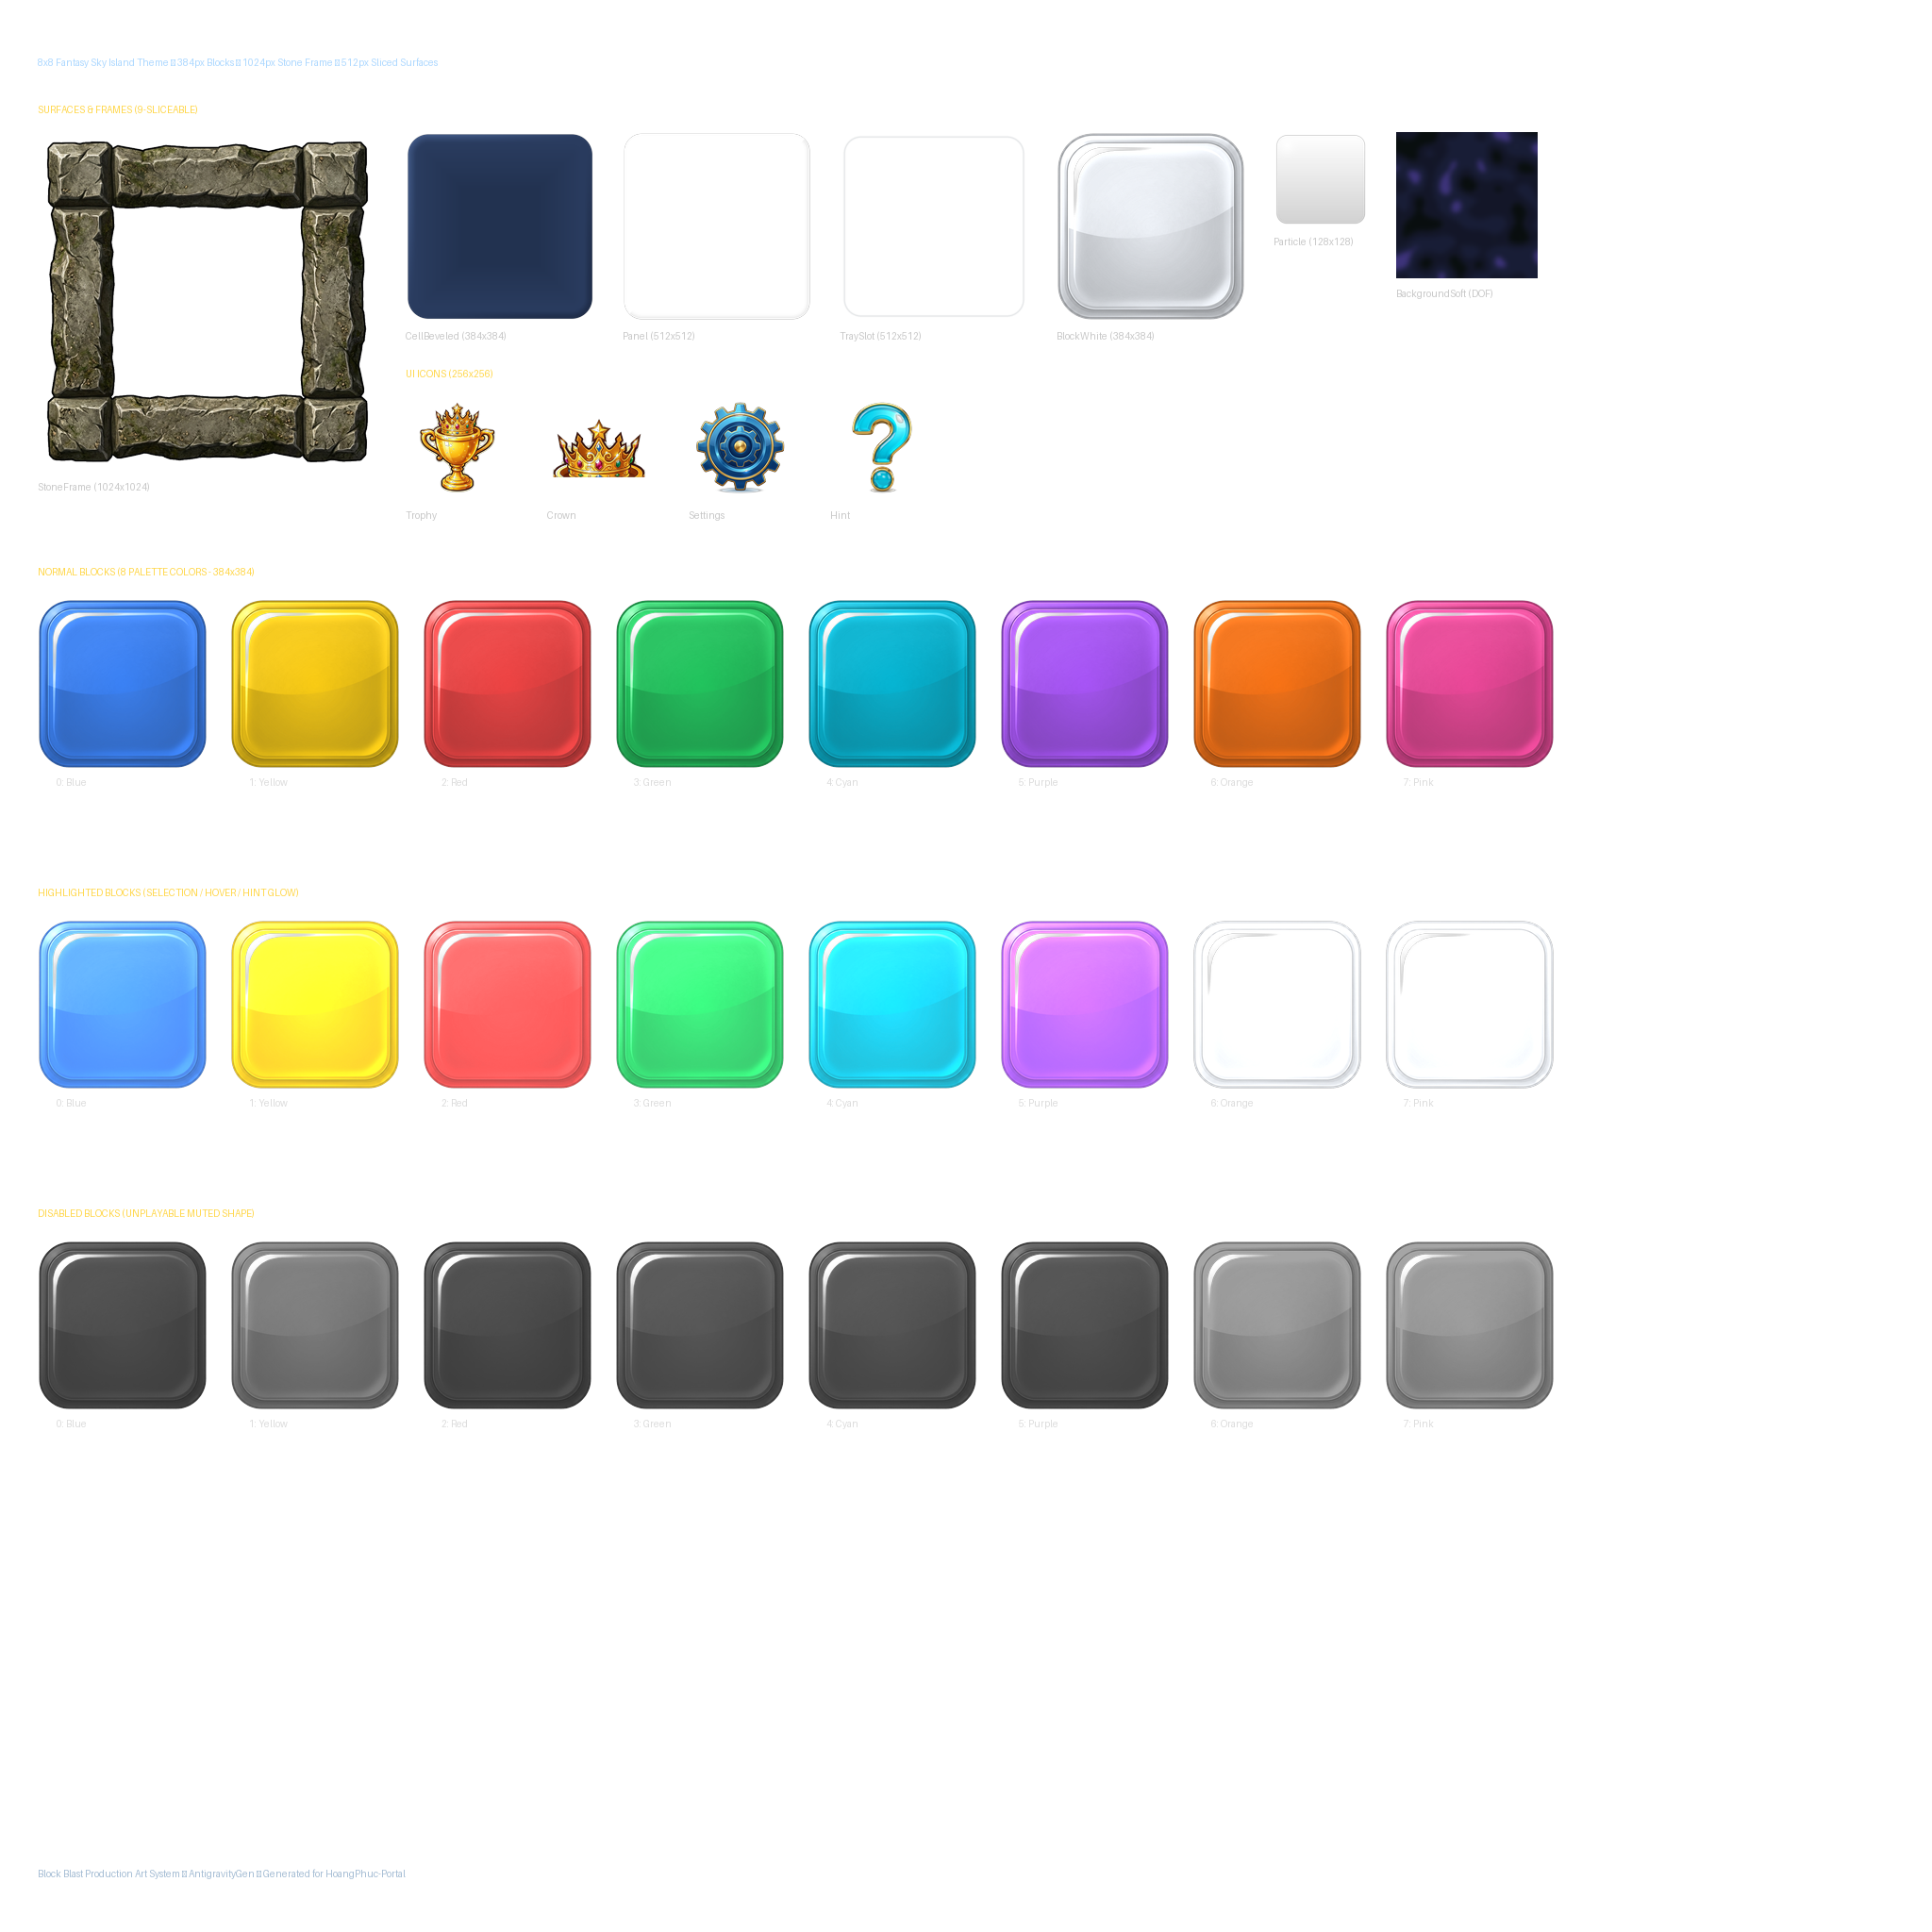 8x8 Fantasy Sky Island Theme ☒ 384px Blocks ☒ 1024px Stone Frame ☒ 512px Sliced Surfaces
SURFACES & FRAMES (9-SLICEABLE)
StoneFrame (1024x1024)
CellBeveled (384x384)
Panel (512x512)
TraySlot (512x512)
BlockWhite (384x384)
Particle (128x128)
BackgroundSoft (DOF)
UI ICONS (256x256)
Trophy
Crown
Settings
Hint
NORMAL BLOCKS (8 PALETTE COLORS - 384x384)
0: Blue
1: Yellow
2: Red
3: Green
4: Cyan
5: Purple
6: Orange
7: Pink
HIGHLIGHTED BLOCKS (SELECTION / HOVER / HINT GLOW)
0: Blue
1: Yellow
2: Red
3: Green
4: Cyan
5: Purple
6: Orange
7: Pink
DISABLED BLOCKS (UNPLAYABLE MUTED SHAPE)
0: Blue
1: Yellow
2: Red
3: Green
4: Cyan
5: Purple
6: Orange
7: Pink
Block Blast Production Art System ☒ AntigravityGen ☒ Generated for HoangPhuc-Portal